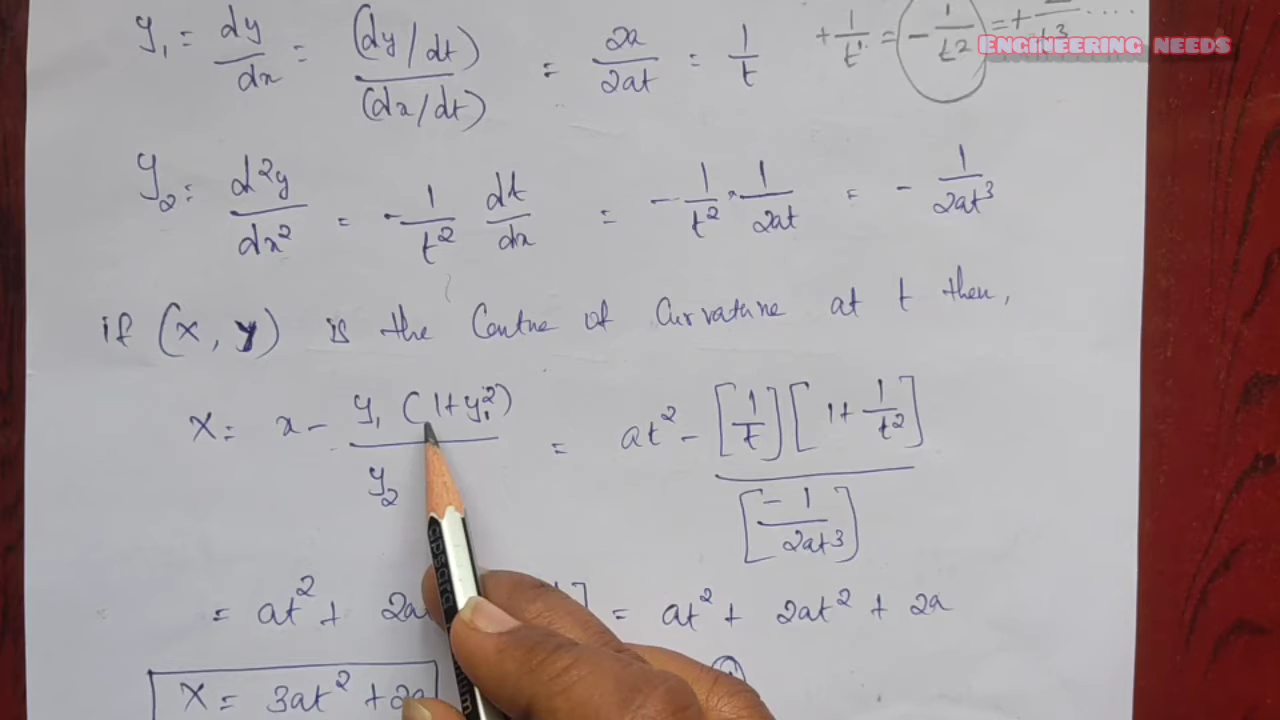 y₁ = dy/dx = (dy/dt)/(dx/dt) = 2a/2at = 1/t
+ 1/t¹ = - 1/t² = + /t³ ....
ENGINEERING NEEDS
y₂ = d²y/dx² = - 1/t² dt/dx = - 1/t² · 1/2at = - 1/2at³
if (X, Y) is the Centre of Curvature at t then,
X = x - y₁ (1+y₁²)/y₂ = at² - [1/t][1 + 1/t²]/[-1/2at³]
= at² + 2a ] = at² + 2at² + 2a
X = 3at² + 2a